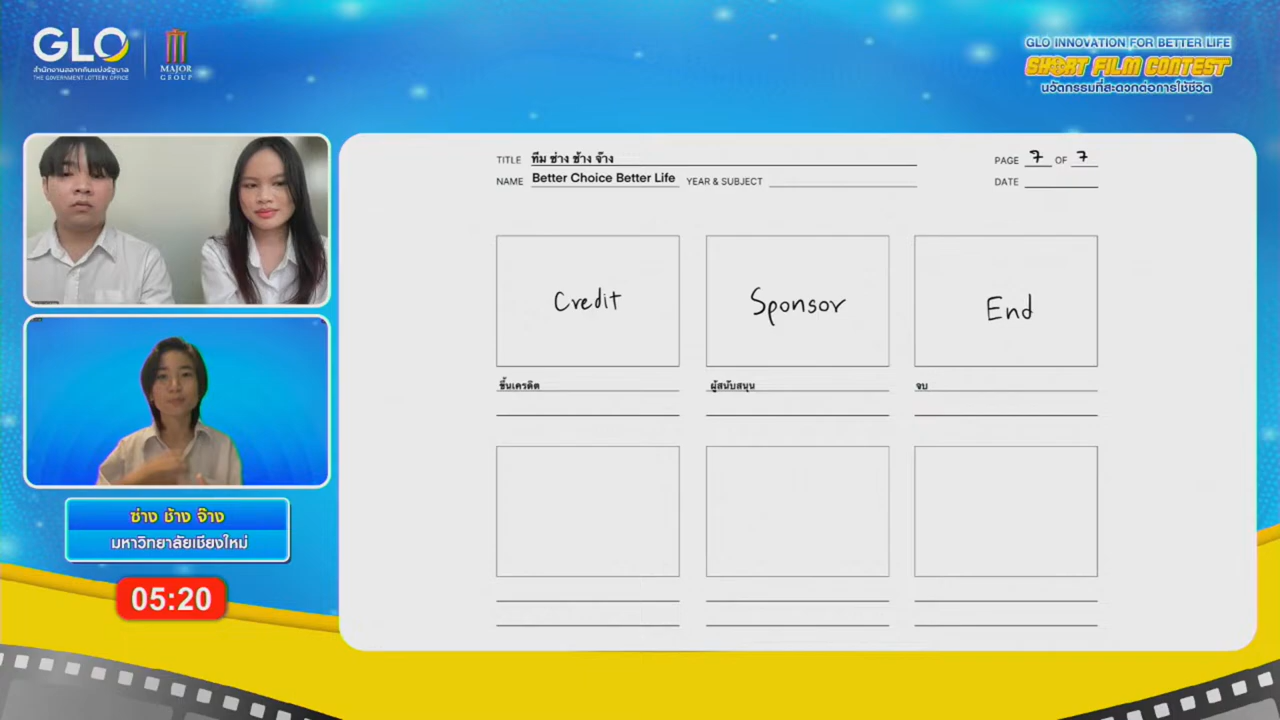 GLO
สำนักงานสลากกินแบ่งรัฐบาล
THE GOVERNMENT LOTTERY OFFICE
MAJOR
GROUP
GLO INNOVATION FOR BETTER LIFE
SHORT FILM CONTEST
นวัตกรรมที่สะดวกต่อการใช้ชีวิต
TITLE ทีม ซ่าง ช้าง จ๊าง
PAGE 7 OF 7
NAME Better Choice Better Life YEAR & SUBJECT
DATE
Credit
Sponsor
End
ขึ้นเครดิต
ผู้สนับสนุน
จบ
ซ่าง ช้าง จ๊าง
มหาวิทยาลัยเชียงใหม่
05:20